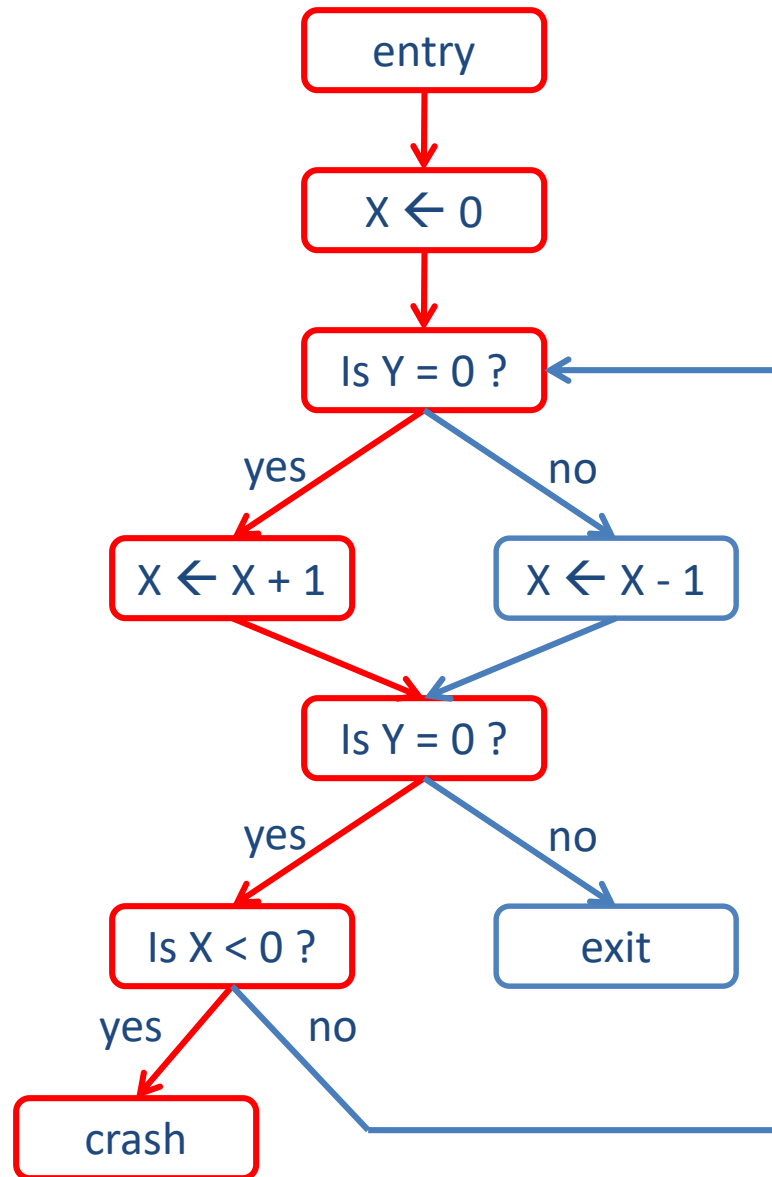 entry
X ← 0
Is Y = 0 ?
yes
no
X ← X + 1
X ← X - 1
Is Y = 0 ?
yes
no
Is X < 0 ?
exit
yes
no
crash